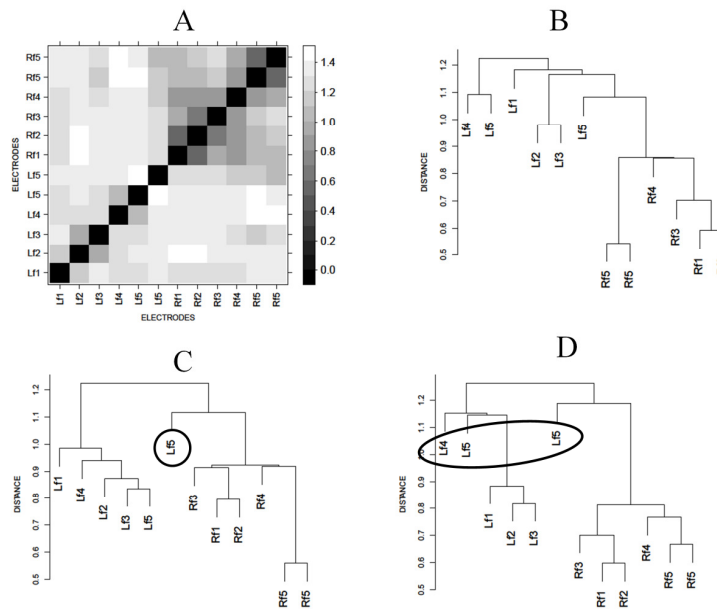 A
Rf5
Rf5
Rf4
Rf3
Rf2
Rf1
Lf5
Lf5
Lf4
Lf3
Lf2
Lf1
ELECTRODES
Lf1 Lf2 Lf3 Lf4 Lf5 Lf5 Rf1 Rf2 Rf3 Rf4 Rf5 Rf5
ELECTRODES
1.4
1.2
1.0
0.8
0.6
0.4
0.2
0.0
B
DISTANCE
1.2
1.1
1.0
0.9
0.8
0.7
0.6
0.5
Lf4
Lf5
Lf1
Lf2
Lf3
Lf5
Rf5
Rf5
Rf4
Rf3
Rf1
C
DISTANCE
1.2
1.1
1.0
0.9
0.8
0.7
0.6
0.5
Lf1
Lf4
Lf2
Lf3
Lf5
Lf5
Rf3
Rf1
Rf2
Rf4
Rf5
Rf5
D
DISTANCE
1.2
1.1
1.0
0.9
0.8
0.7
0.6
0.5
Lf4
Lf5
Lf1
Lf2
Lf3
Lf5
Rf3
Rf1
Rf2
Rf4
Rf5
Rf5